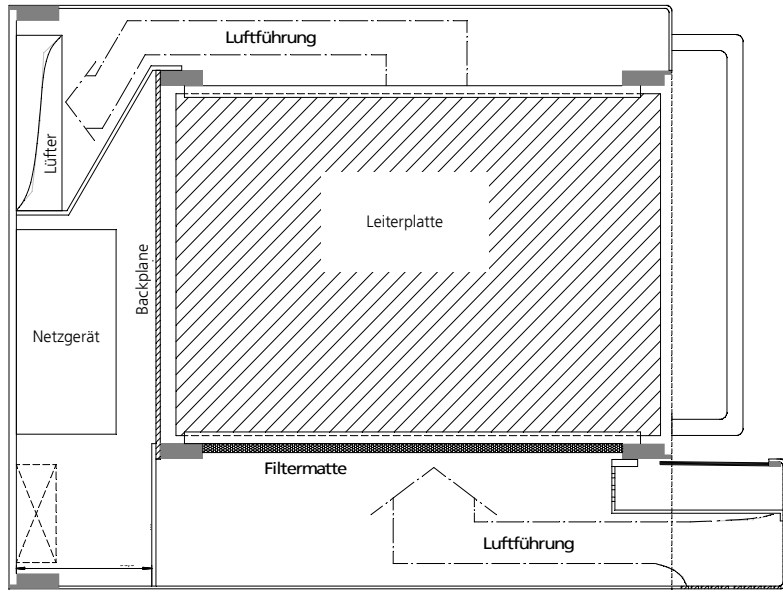 Luftführung
Lüfter
Leiterplatte
Backplane
Netzgerät
Filtermatte
Luftführung